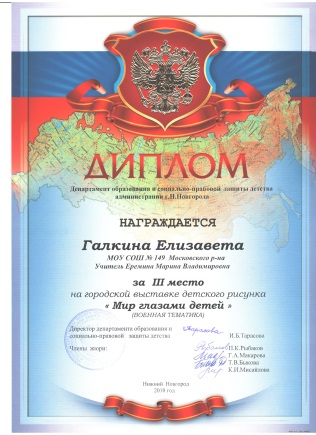 ДИПЛОМ
Департамент образования и социально-правовой защиты детства
администрации г.Н.Новгорода
НАГРАЖДАЕТСЯ
Галкина Елизавета
МОУ СОШ № 149 Московского р-на
Учитель Еремина Марина Владимировна
за III место
на городской выставке детского рисунка
« Мир глазами детей »
(ВОЕННАЯ ТЕМАТИКА)
Директор департамента образования и
социально-правовой защиты детства
И.Б.Тарасова
Члены жюри:
П.К.Рыбаков
Г.А.Макарова
Т.В.Быкова
К.И.Михайлова
Нижний Новгород
2010 год